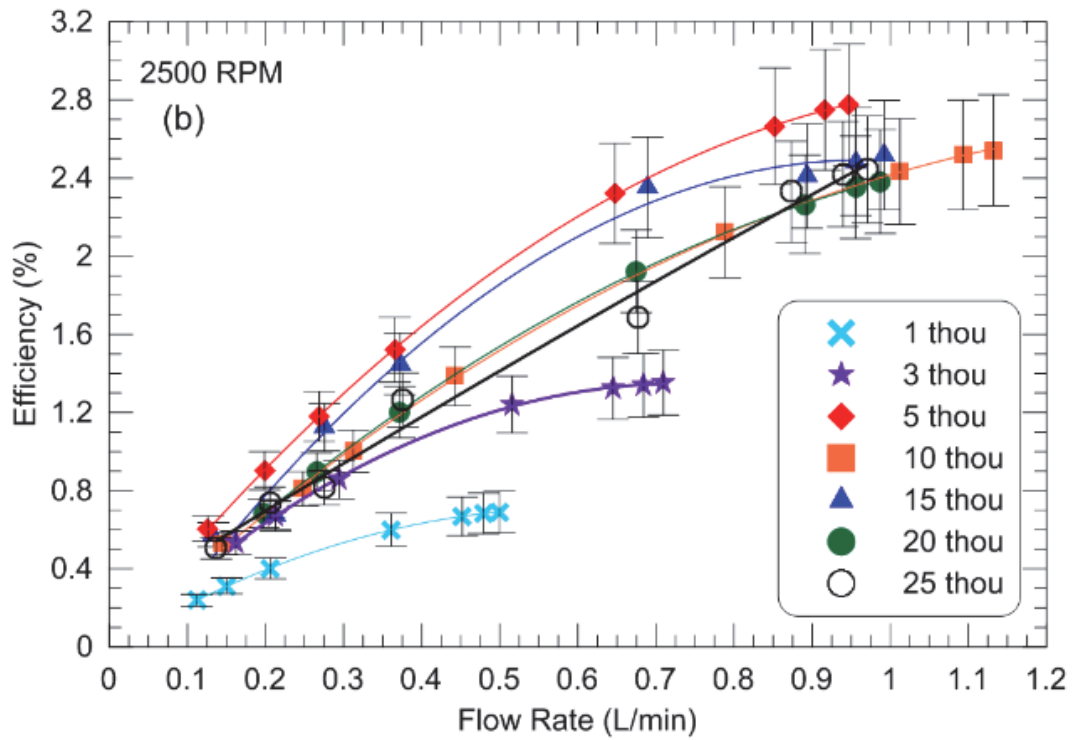 3.2
2.8
2.4
2
1.6
1.2
0.8
0.4
0
Efficiency (%)
2500 RPM
(b)
1 thou
3 thou
5 thou
10 thou
15 thou
20 thou
25 thou
0 0.1 0.2 0.3 0.4 0.5 0.6 0.7 0.8 0.9 1 1.1 1.2
Flow Rate (L/min)